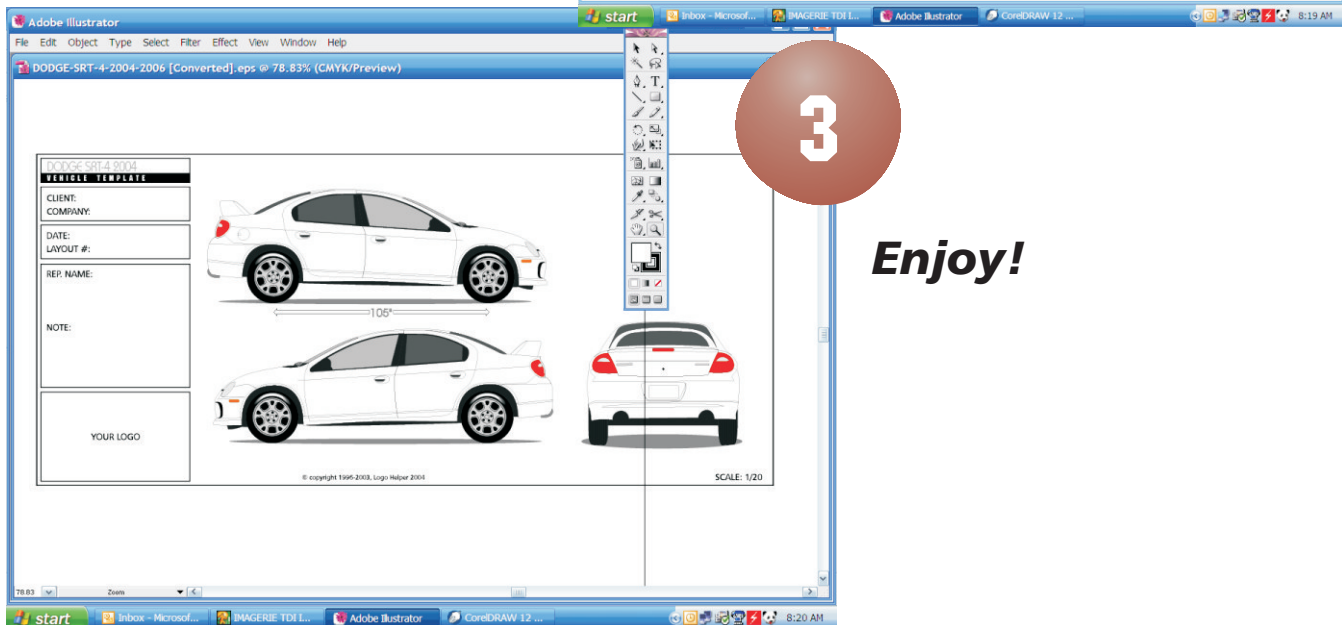 start
Inbox - Microsof...
IMAGERIE TDI I...
Adobe Illustrator
CorelDRAW 12 ...
8:19 AM
Adobe Illustrator
File Edit Object Type Select Filter Effect View Window Help
DODGE-SRT-4-2004-2006 [Converted].eps @ 78.83% (CMYK/Preview)
3
DODGE SRT-4 2004
VEHICLE TEMPLATE
CLIENT:
COMPANY:
DATE:
LAYOUT #:
REP. NAME:
NOTE:
YOUR LOGO
105"
Enjoy!
© copyright 1996-2003, Logo Helper 2004
SCALE: 1/20
78.83
Zoom
start
Inbox - Microsof...
IMAGERIE TDI I...
Adobe Illustrator
CorelDRAW 12 ...
8:20 AM